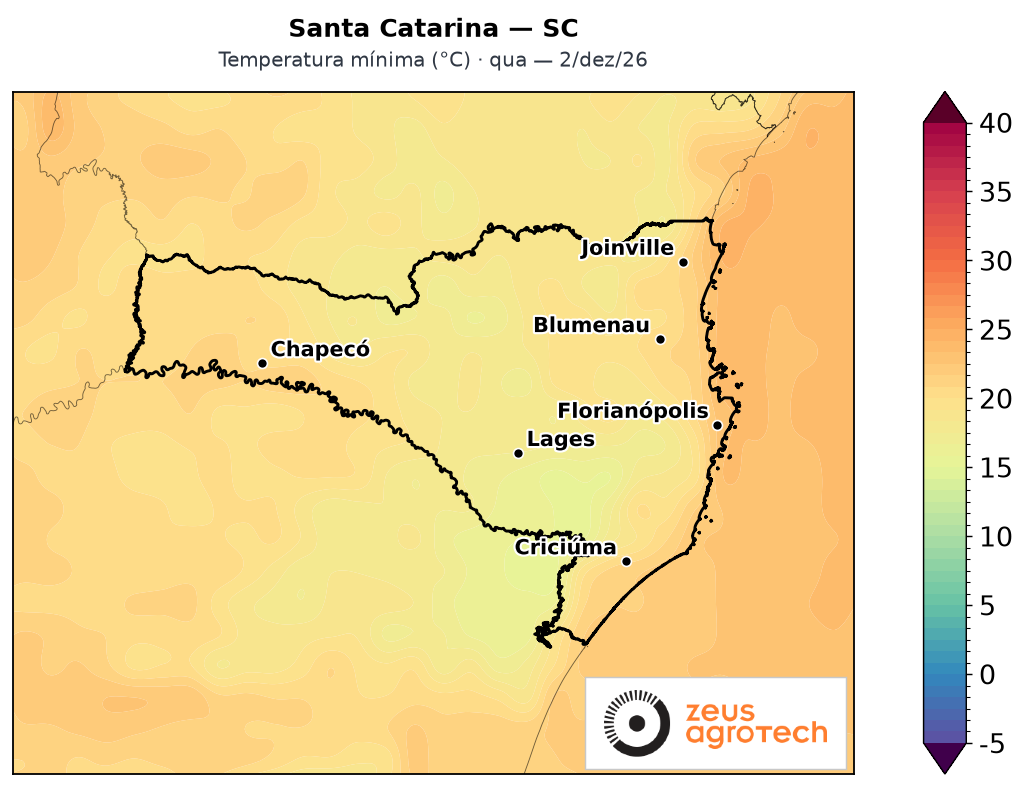 Santa Catarina — SC
Temperatura mínima (°C) · qua — 2/dez/26
Joinville
Blumenau
Chapecó
Florianópolis
Lages
Criciúma
40
35
30
25
20
15
10
5
0
-5
zeus
agrotech